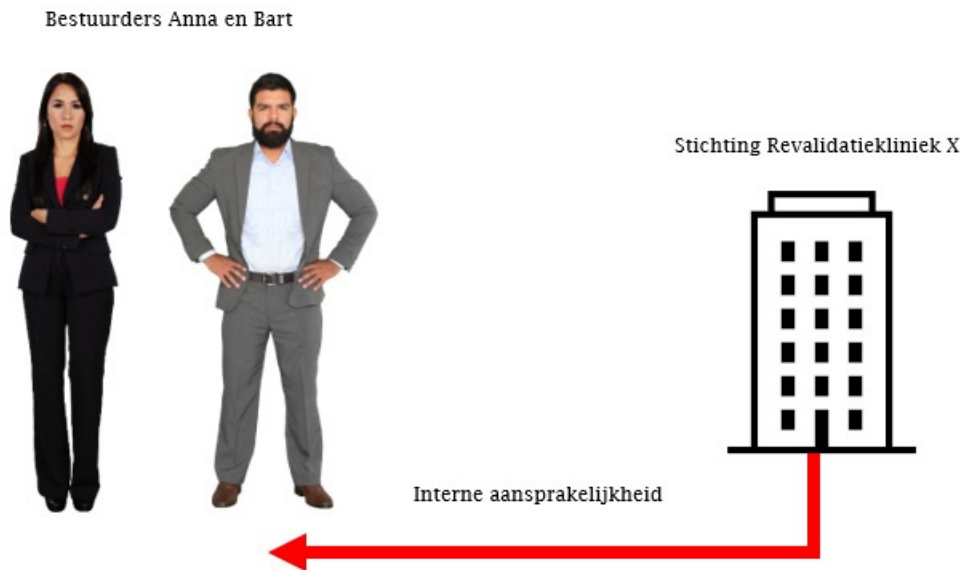 Bestuurders Anna en Bart
Stichting Revalidatiekliniek X
Interne aansprakelijkheid